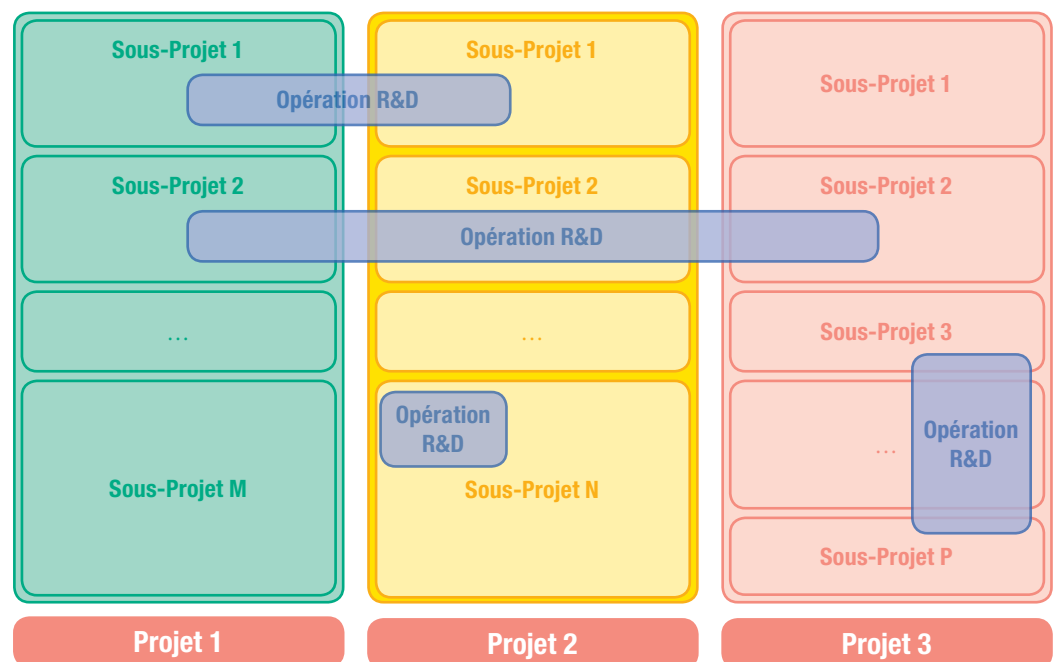 Sous-Projet 1
Sous-Projet 1
Sous-Projet 1
Opération R&D
Sous-Projet 2
Sous-Projet 2
Sous-Projet 2
Opération R&D
...
...
Sous-Projet 3
Opération
R&D
Opération
R&D
...
Sous-Projet M
Sous-Projet N
Sous-Projet P
Projet 1
Projet 2
Projet 3